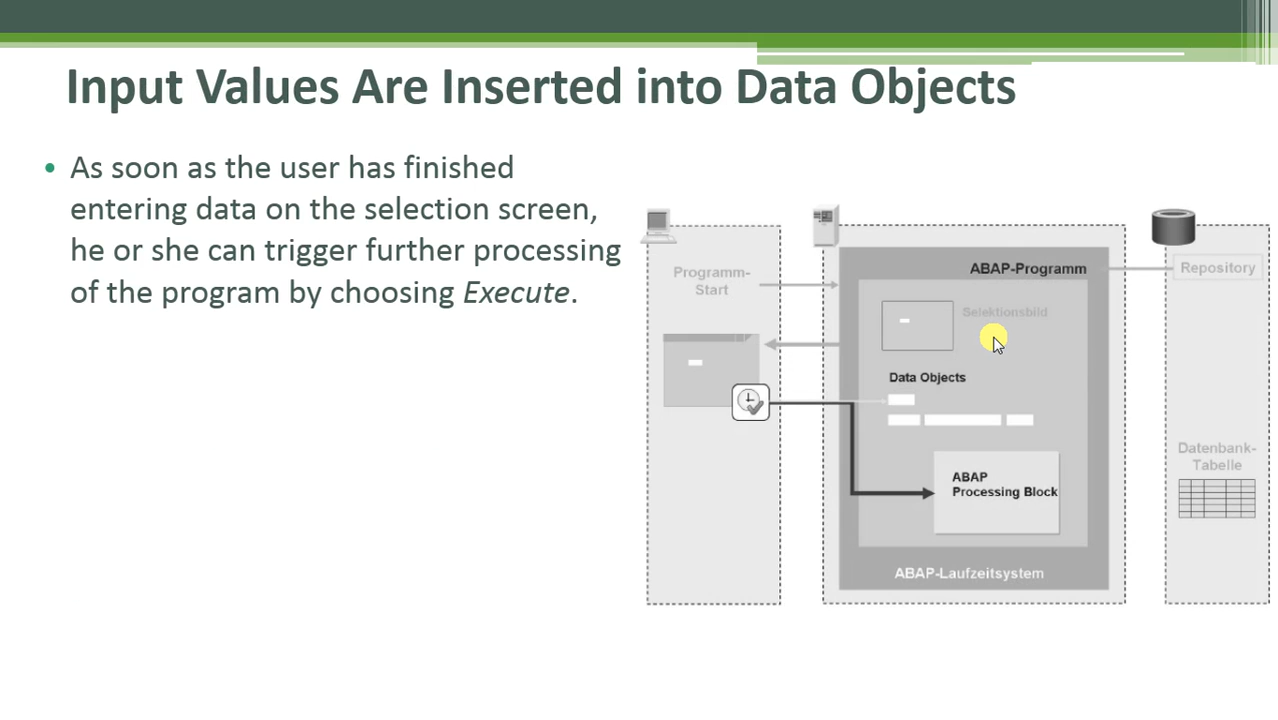 Input Values Are Inserted into Data Objects
• As soon as the user has finished
entering data on the selection screen,
he or she can trigger further processing
of the program by choosing Execute.
Programm-
Start
ABAP-Programm
Repository
Selektionsbild
Data Objects
Datenbank-
Tabelle
ABAP
Processing Block
ABAP-Laufzeitsystem